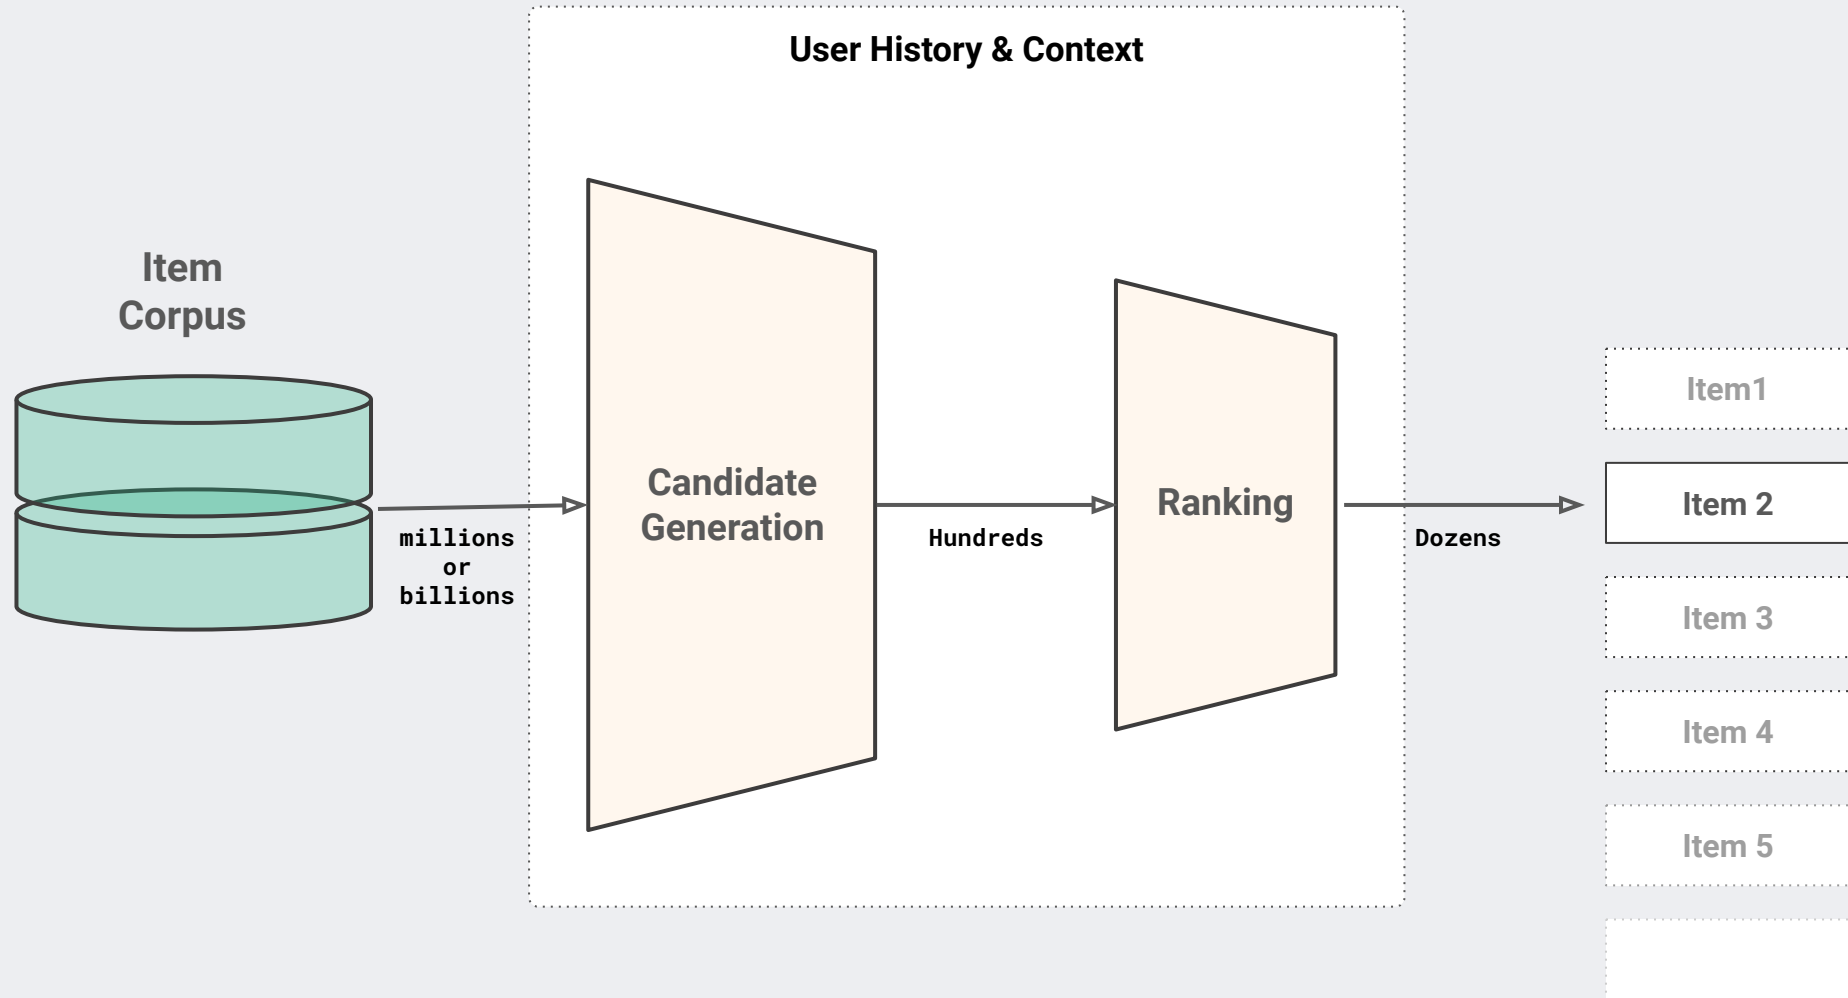 User History & Context
Item
Corpus
millions
or
billions
Candidate
Generation
Hundreds
Ranking
Dozens
Item1
Item 2
Item 3
Item 4
Item 5